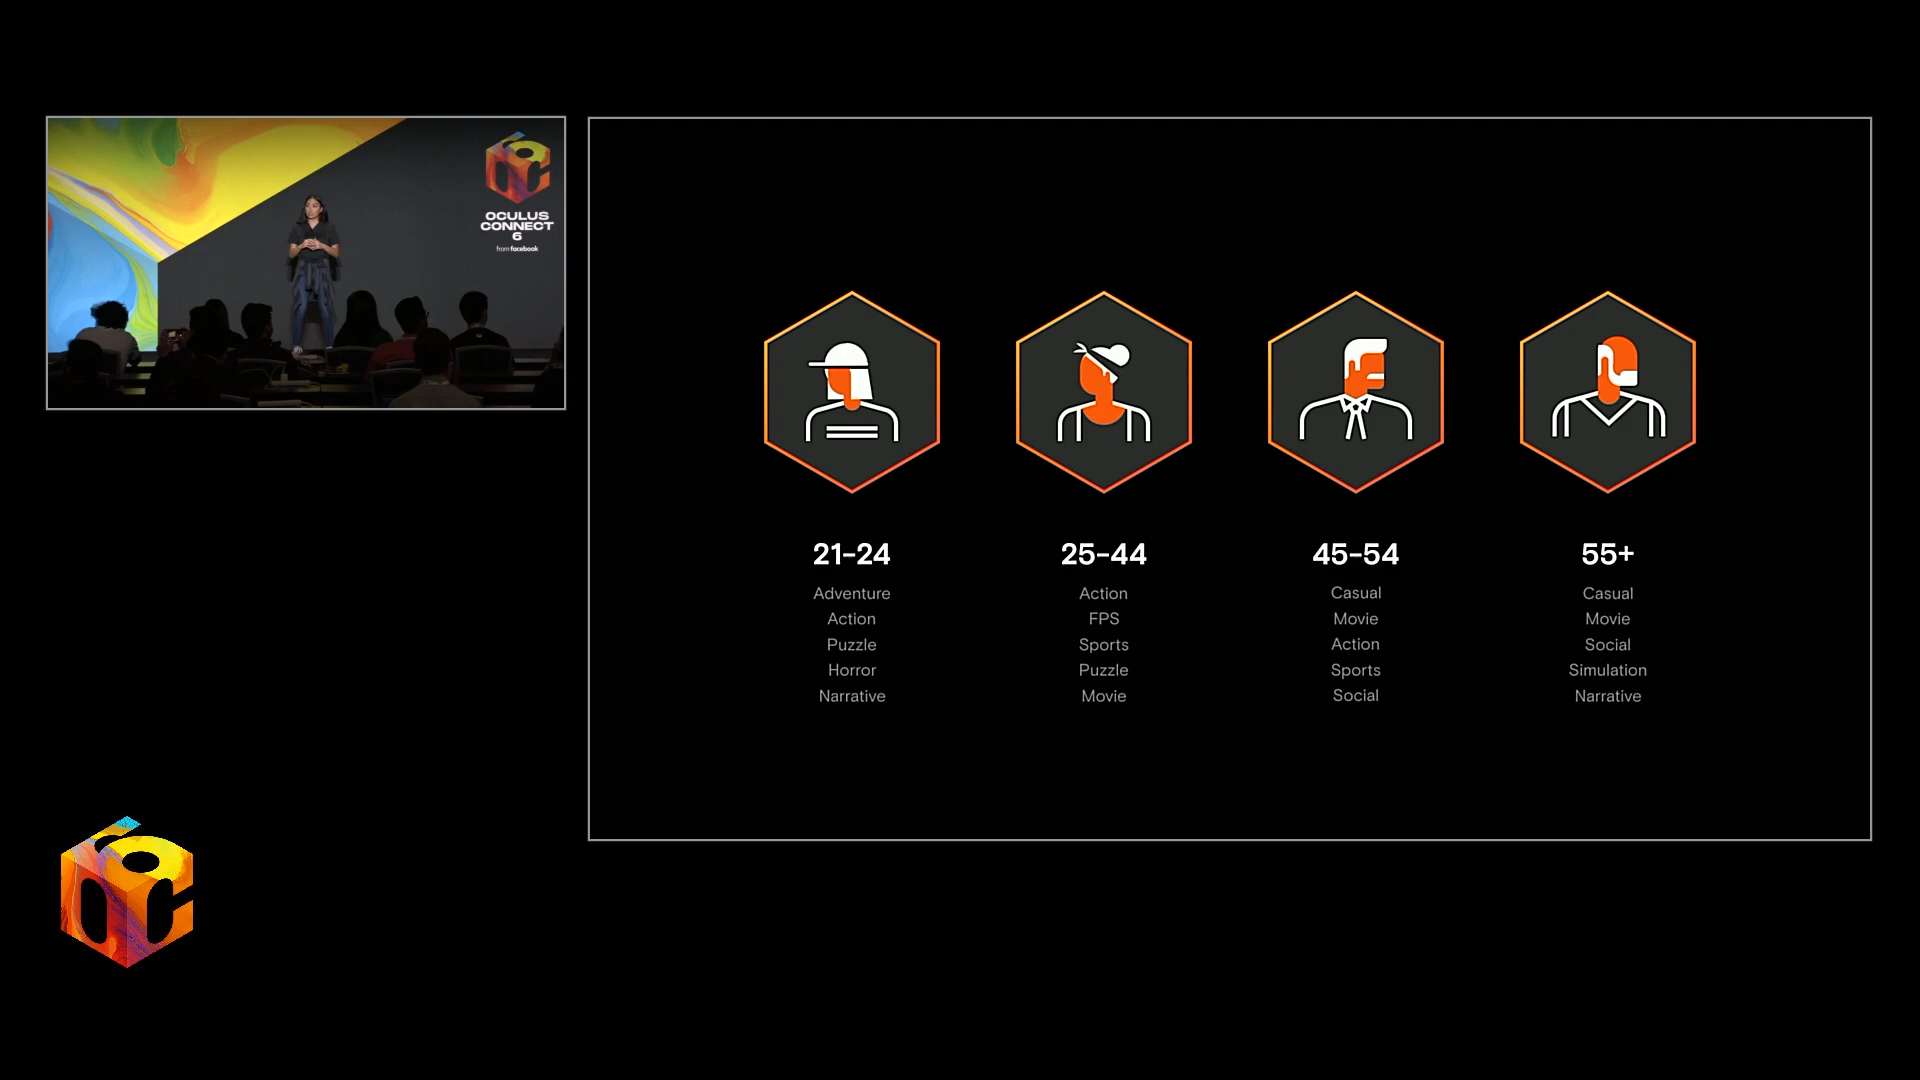 OCULUS
CONNECT
6
from facebook
21-24
Adventure
Action
Puzzle
Horror
Narrative
25-44
Action
FPS
Sports
Puzzle
Movie
45-54
Casual
Movie
Action
Sports
Social
55+
Casual
Movie
Social
Simulation
Narrative